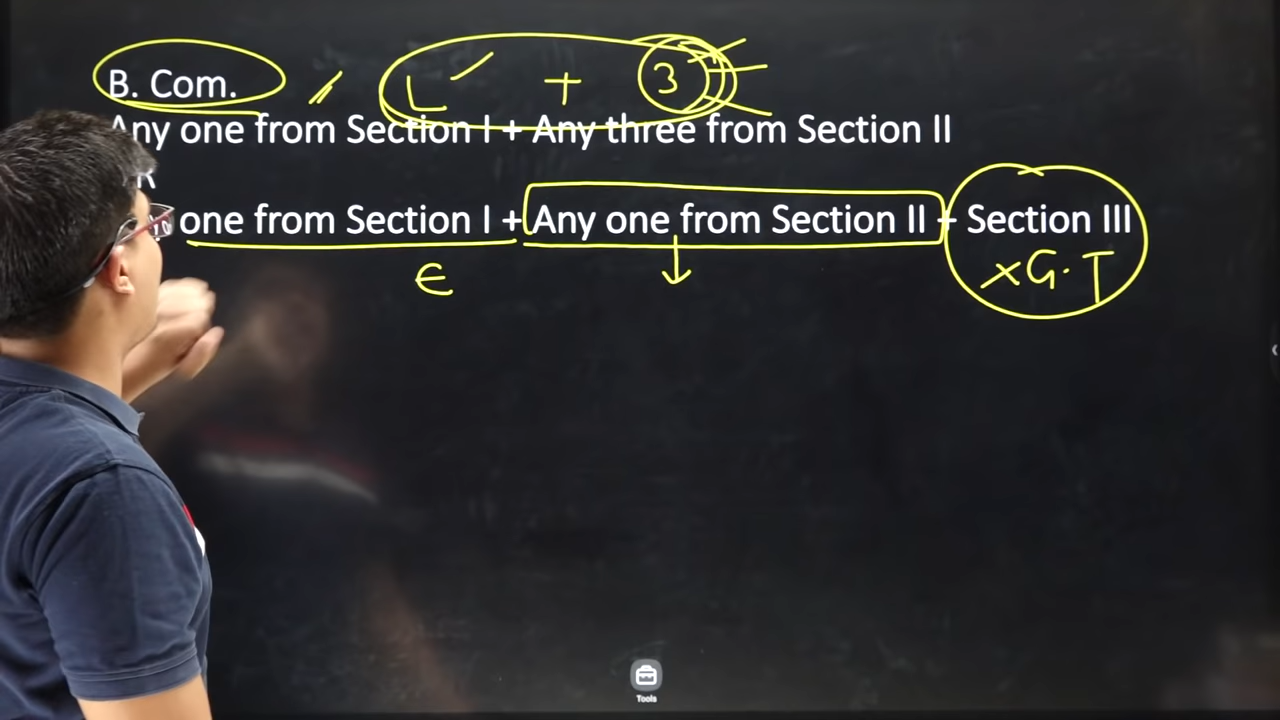 B. Com.
L + 3
Any one from Section I + Any three from Section II
one from Section I + Any one from Section II + Section III
E
xG.T
Tools